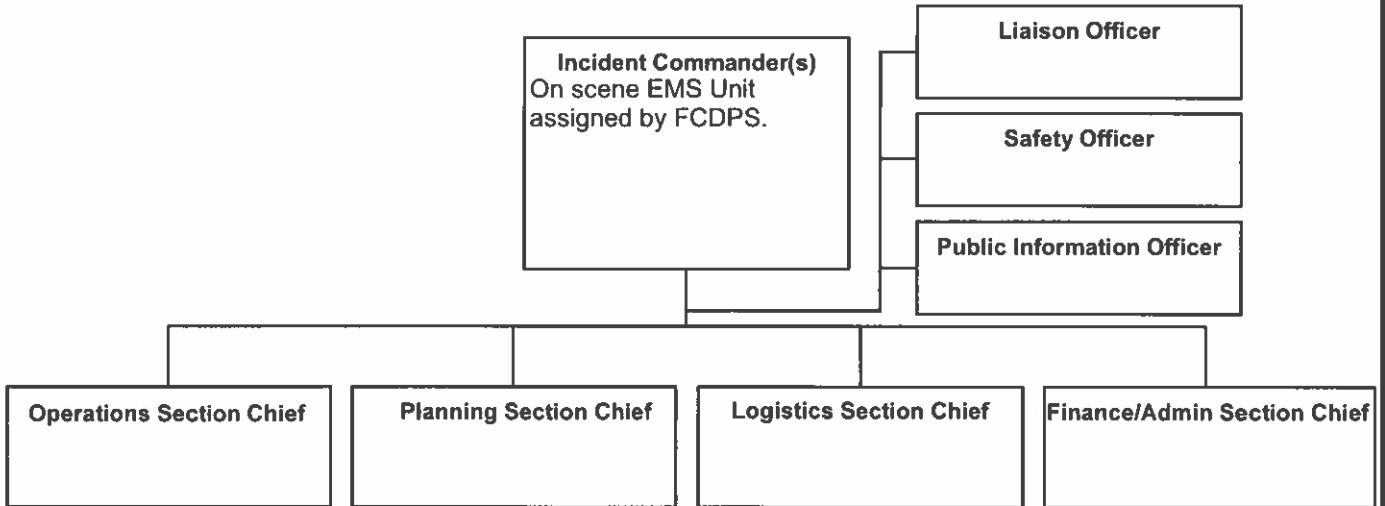 Liaison Officer
Incident Commander(s)
On scene EMS Unit
assigned by FCDPS.
Safety Officer
Public Information Officer
Operations Section Chief
Planning Section Chief
Logistics Section Chief
Finance/Admin Section Chief